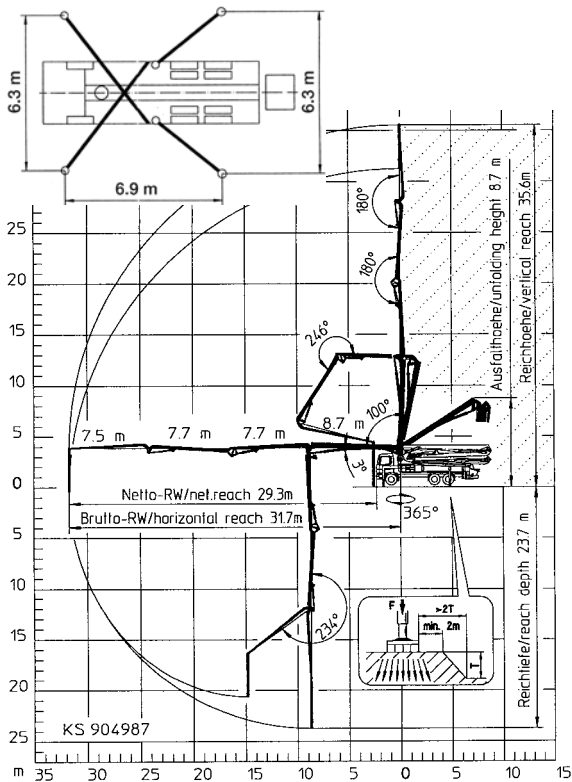 6.3 m
6.3 m
6.9 m
180°
180°
246°
100°
8.7 m
7.5 m
7.7 m
7.7 m
3°
365°
234°
Netto-RW/net.reach 29.3m
Brutto-RW/horizontal reach 31.7m
Ausfalthoehe/unfolding height 8.7 m
Reichhoehe/vertical reach 35.6m
Reichtiefe/reach depth 23.7 m
F
>2T
min. 2m
T
KS 904987
25
20
15
10
5
0
5
10
15
20
25
m 35 30 25 20 15 10 5 0 5 10 15